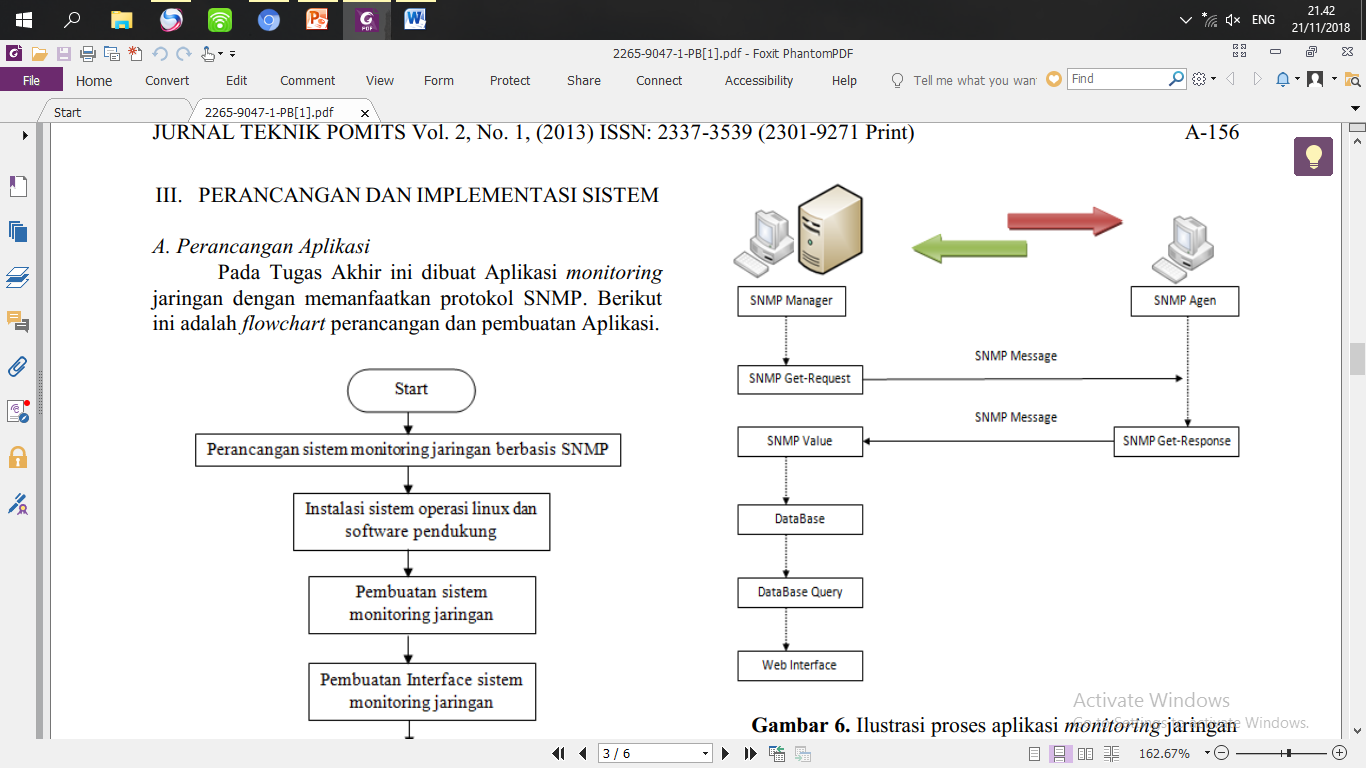 21.42
ENG
21/11/2018
2265-9047-1-PB[1].pdf - Foxit PhantomPDF
File Home Convert Edit Comment View Form Protect Share Connect Accessibility Help Tell me what you wan Find
Start 2265-9047-1-PB[1].pdf
JURNAL TEKNIK POMITS Vol. 2, No. 1, (2013) ISSN: 2337-3539 (2301-9271 Print) A-156
III. PERANCANGAN DAN IMPLEMENTASI SISTEM
A. Perancangan Aplikasi
Pada Tugas Akhir ini dibuat Aplikasi monitoring
jaringan dengan memanfaatkan protokol SNMP. Berikut
ini adalah flowchart perancangan dan pembuatan Aplikasi.
Start
Perancangan sistem monitoring jaringan berbasis SNMP
Instalasi sistem operasi linux dan
software pendukung
Pembuatan sistem
monitoring jaringan
Pembuatan Interface sistem
monitoring jaringan
SNMP Manager SNMP Agen
SNMP Message
SNMP Get-Request
SNMP Message
SNMP Value SNMP Get-Response
DataBase
DataBase Query
Web Interface
Gambar 6. Ilustrasi proses aplikasi monitoring jaringan
Activate Windows
Go to Settings to activate Windows.
3 / 6
162.67%